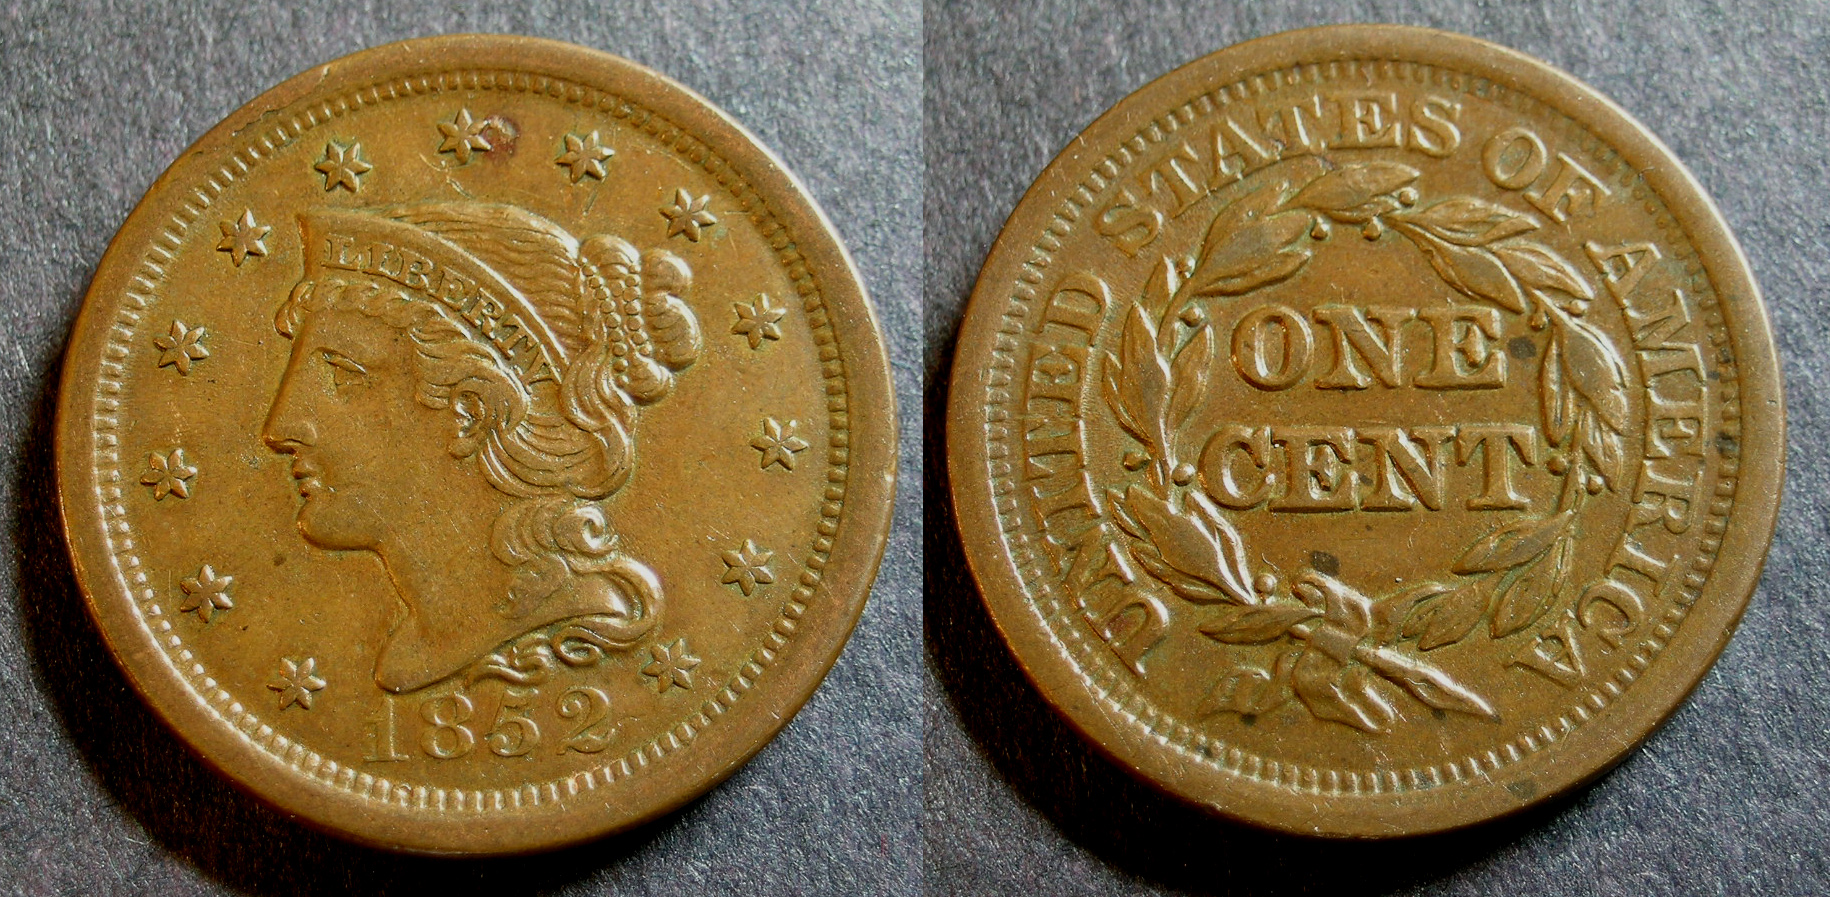 LIBERTY
1852
UNITED STATES OF AMERICA
ONE
CENT